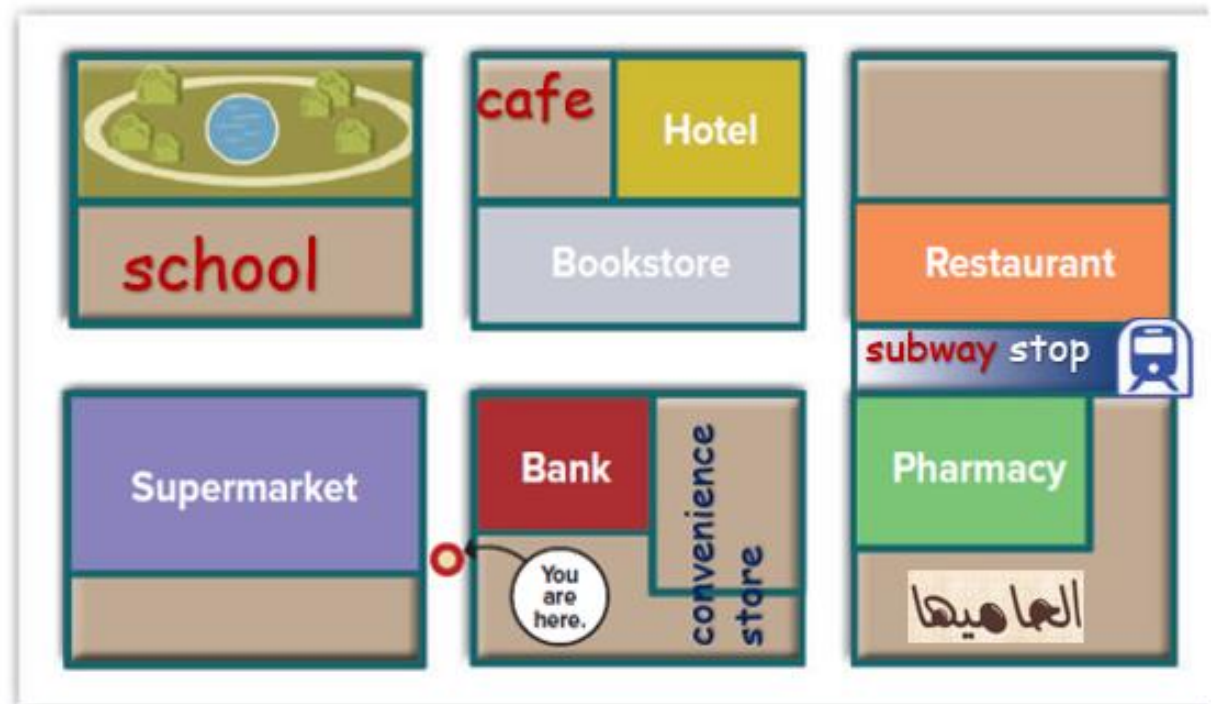 cafe
Hotel
school
Bookstore
Restaurant
subway stop
Supermarket
Bank
convenience
store
Pharmacy
You
are
here.